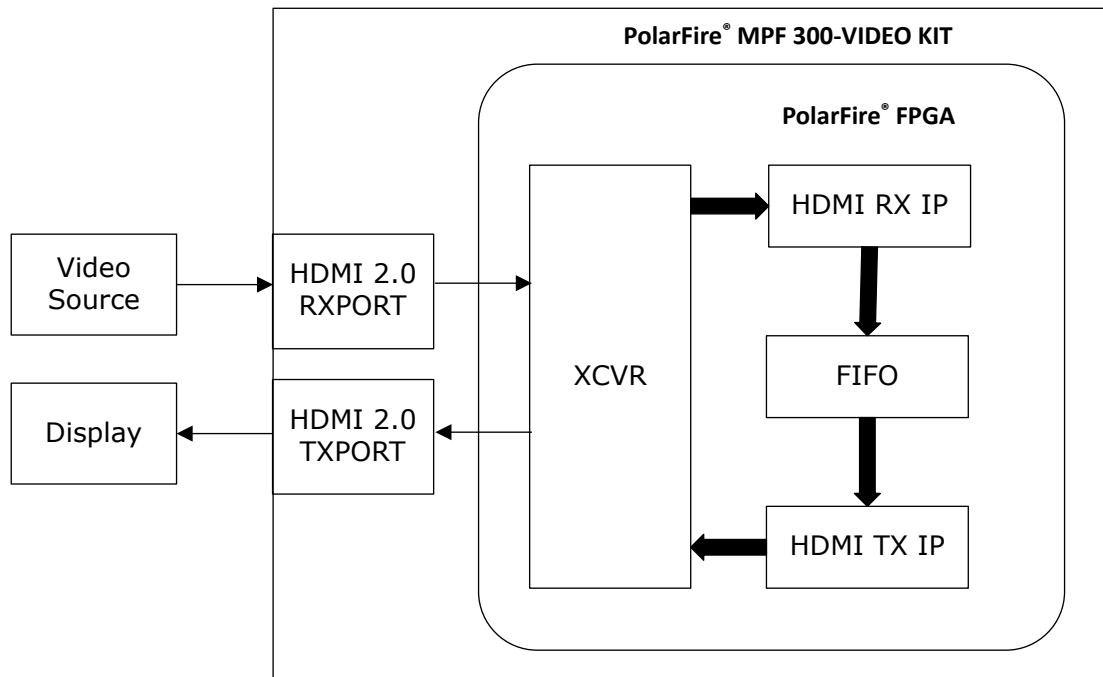 PolarFire® MPF 300-VIDEO KIT
PolarFire® FPGA
HDMI RX IP
Video
Source
HDMI 2.0
RXPORT
XCVR
FIFO
Display
HDMI 2.0
TXPORT
HDMI TX IP